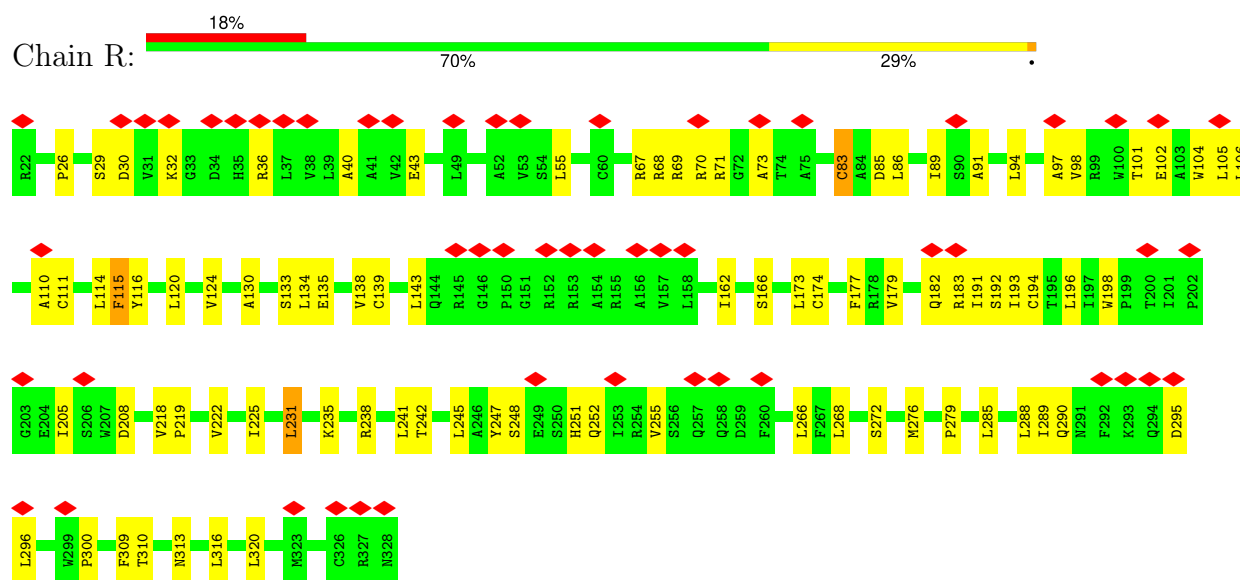 18%
Chain R:
70% 29% •
R22 P26 S29 D30 V31 K32 G33 D34 H35 R36 L37 V38 L39 A40 A41 V42 E43 L49 A52 V53 S54 L55 C60 R67 R68 R69 R70 R71 G72 A73 T74 A75 C83 A84 D85 L86 I89 S90 A91 L94 A97 V98 R99 W100 T101 E102 A103 W104 L105 L106
A110 C111 L114 F115 Y116 L120 V124 A130 S133 L134 E135 V138 C139 L143 Q144 R145 G146 P150 G151 R152 R153 A154 R155 A156 V157 L158 I162 S166 L173 C174 F177 R178 V179 Q182 R183 I191 S192 I193 C194 T195 L196 I197 W198 P199 T200 I201 P202
G203 E204 I205 S206 W207 D208 V218 P219 V222 I225 L231 K235 R238 L241 T242 L245 A246 Y247 S248 E249 S250 H251 Q252 I253 R254 V255 S256 Q257 Q258 D259 F260 L266 F267 L268 S272 M276 P279 L285 L288 I289 Q290 N291 F292 K293 Q294 D295
L296 W299 P300 F309 T310 N313 L316 L320 M323 C326 R327 N328